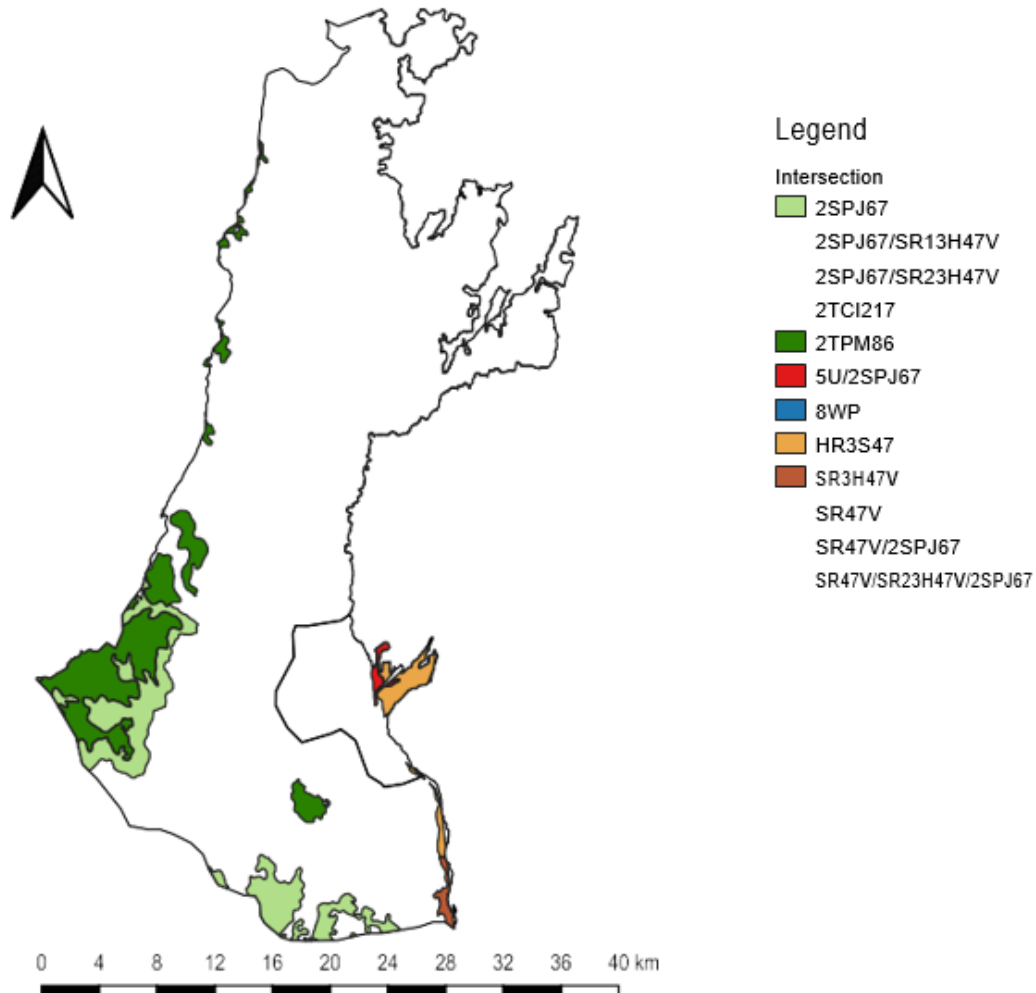 Legend
Intersection
2SPJ67
2SPJ67/SR13H47V
2SPJ67/SR23H47V
2TCI217
2TPM86
5U/2SPJ67
8WP
HR3S47
SR3H47V
SR47V
SR47V/2SPJ67
SR47V/SR23H47V/2SPJ67
0 4 8 12 16 20 24 28 32 36 40 km